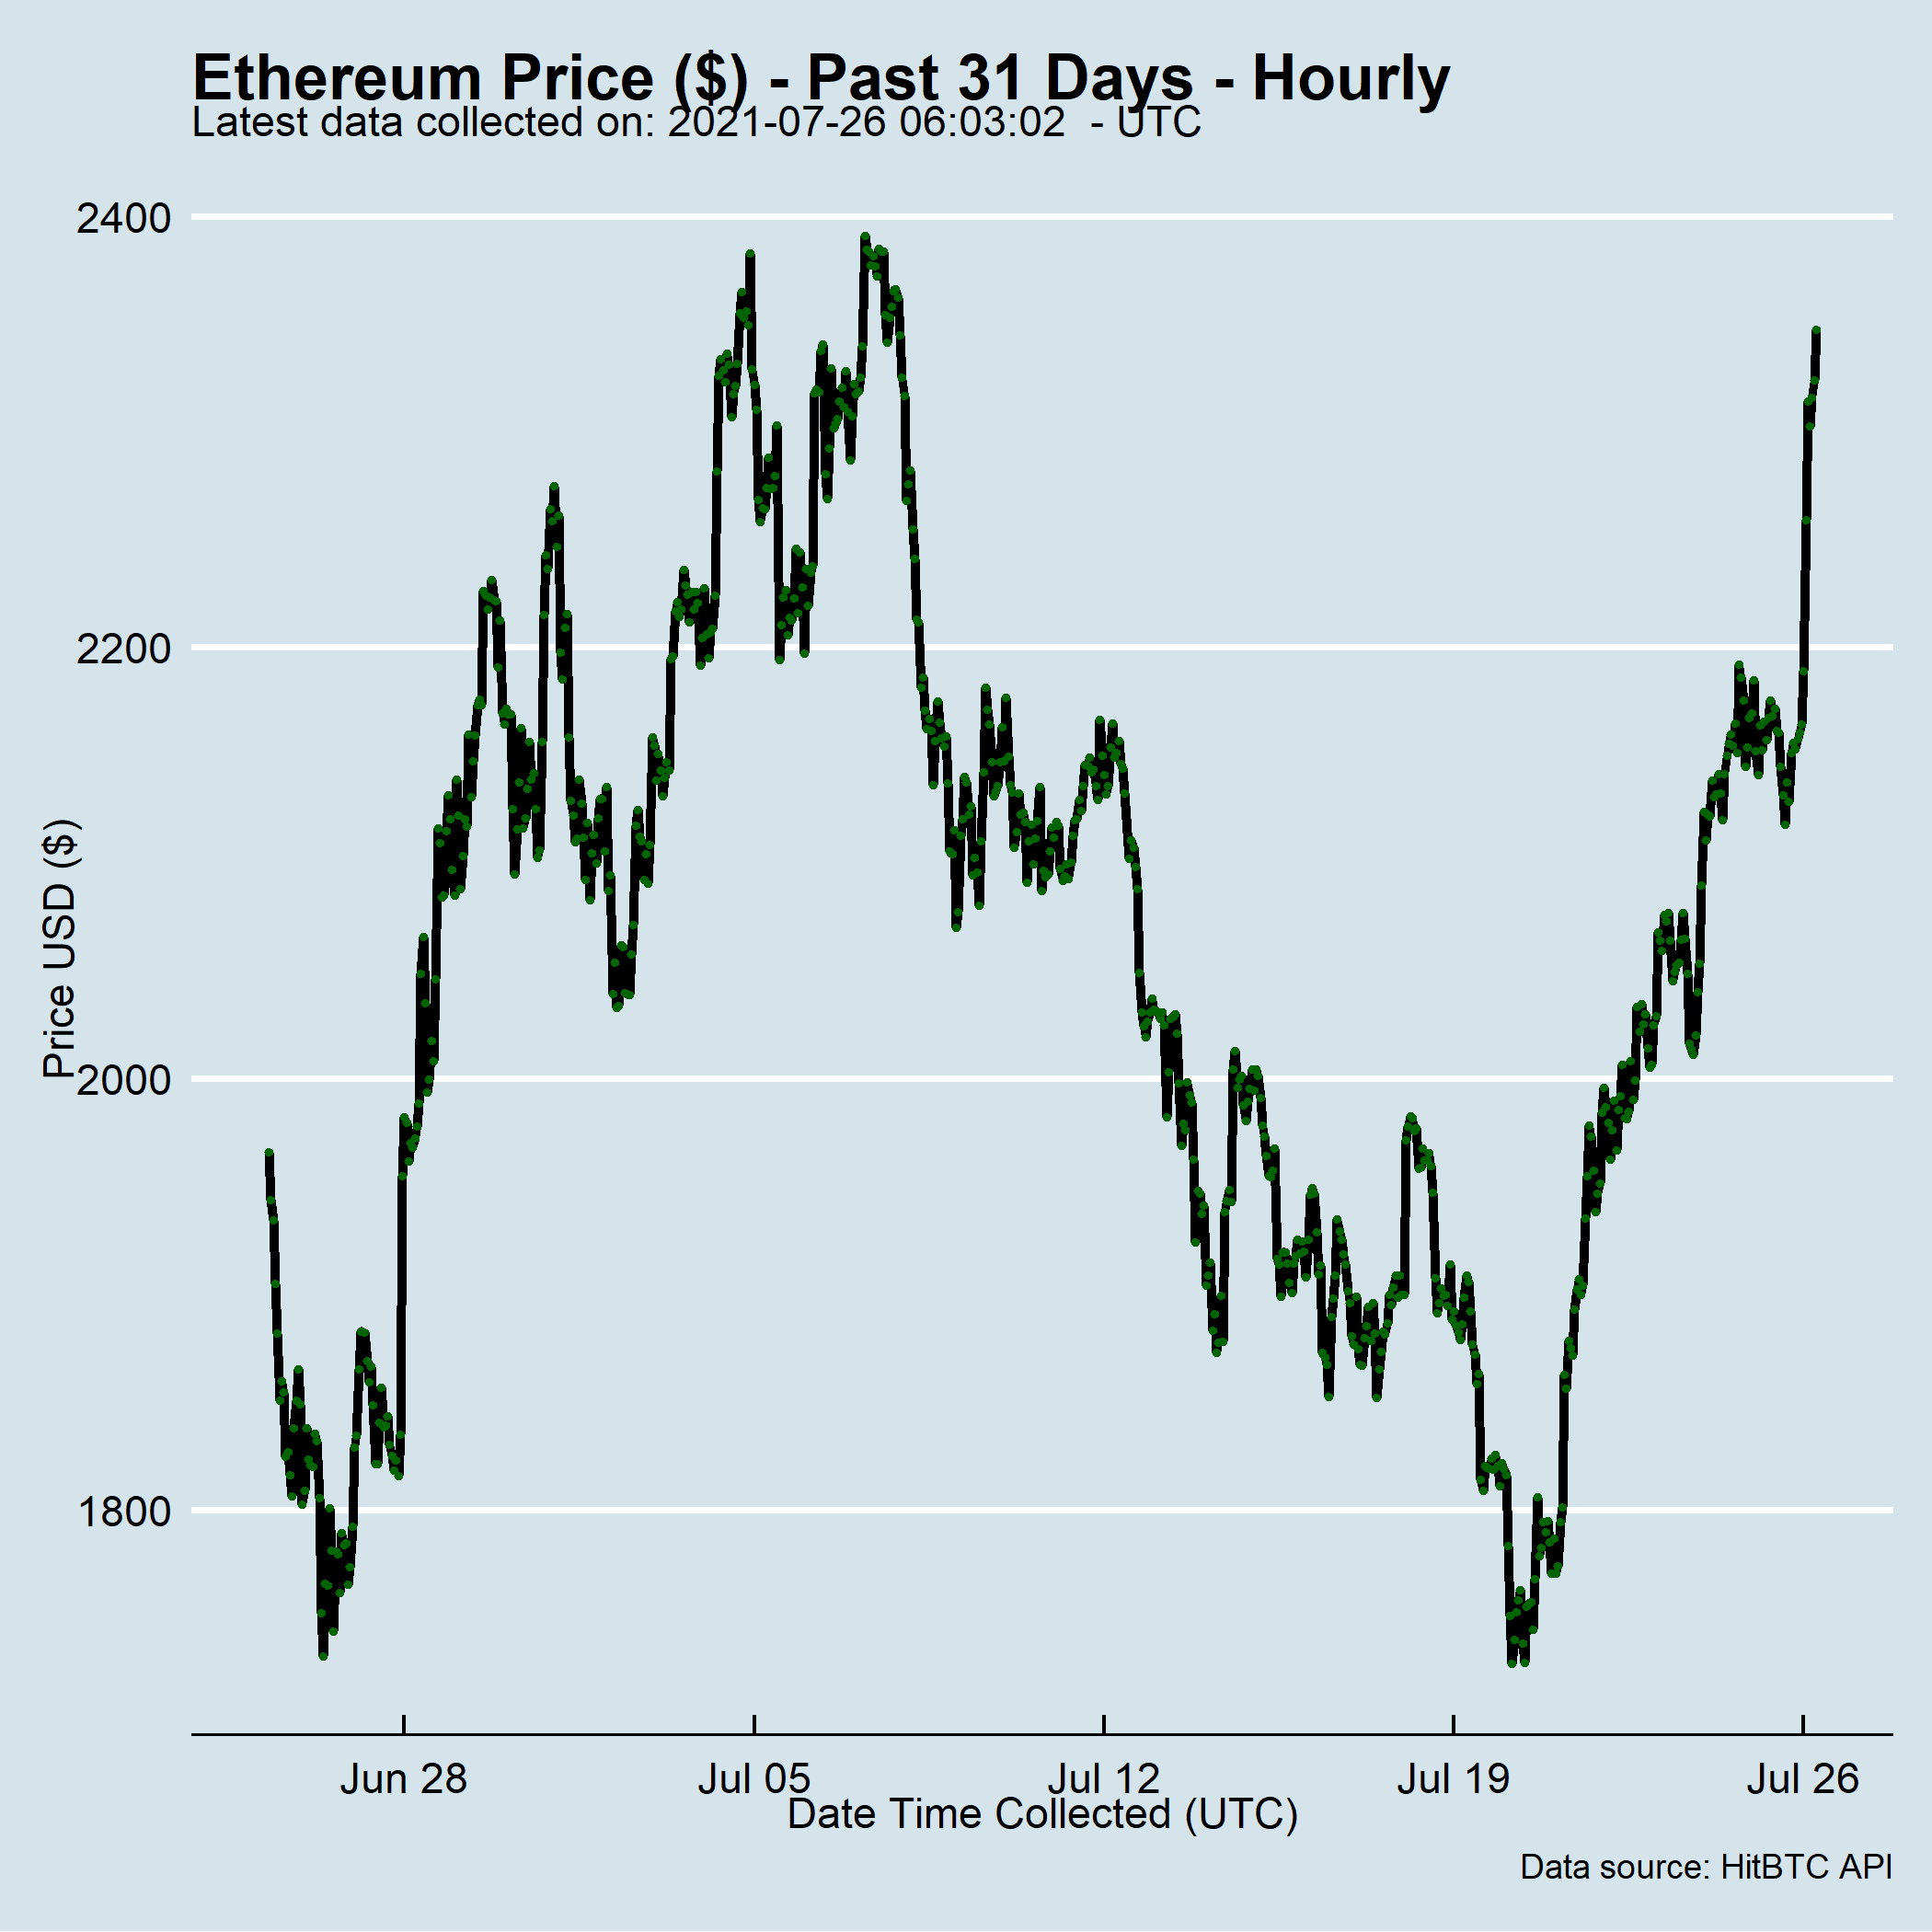 Ethereum Price ($) - Past 31 Days - Hourly
Latest data collected on: 2021-07-26 06:03:02  - UTC
2400
2200
2000
1800
Price USD ($)
Jun 28 Jul 05 Jul 12 Jul 19 Jul 26
Date Time Collected (UTC)
Data source: HitBTC API